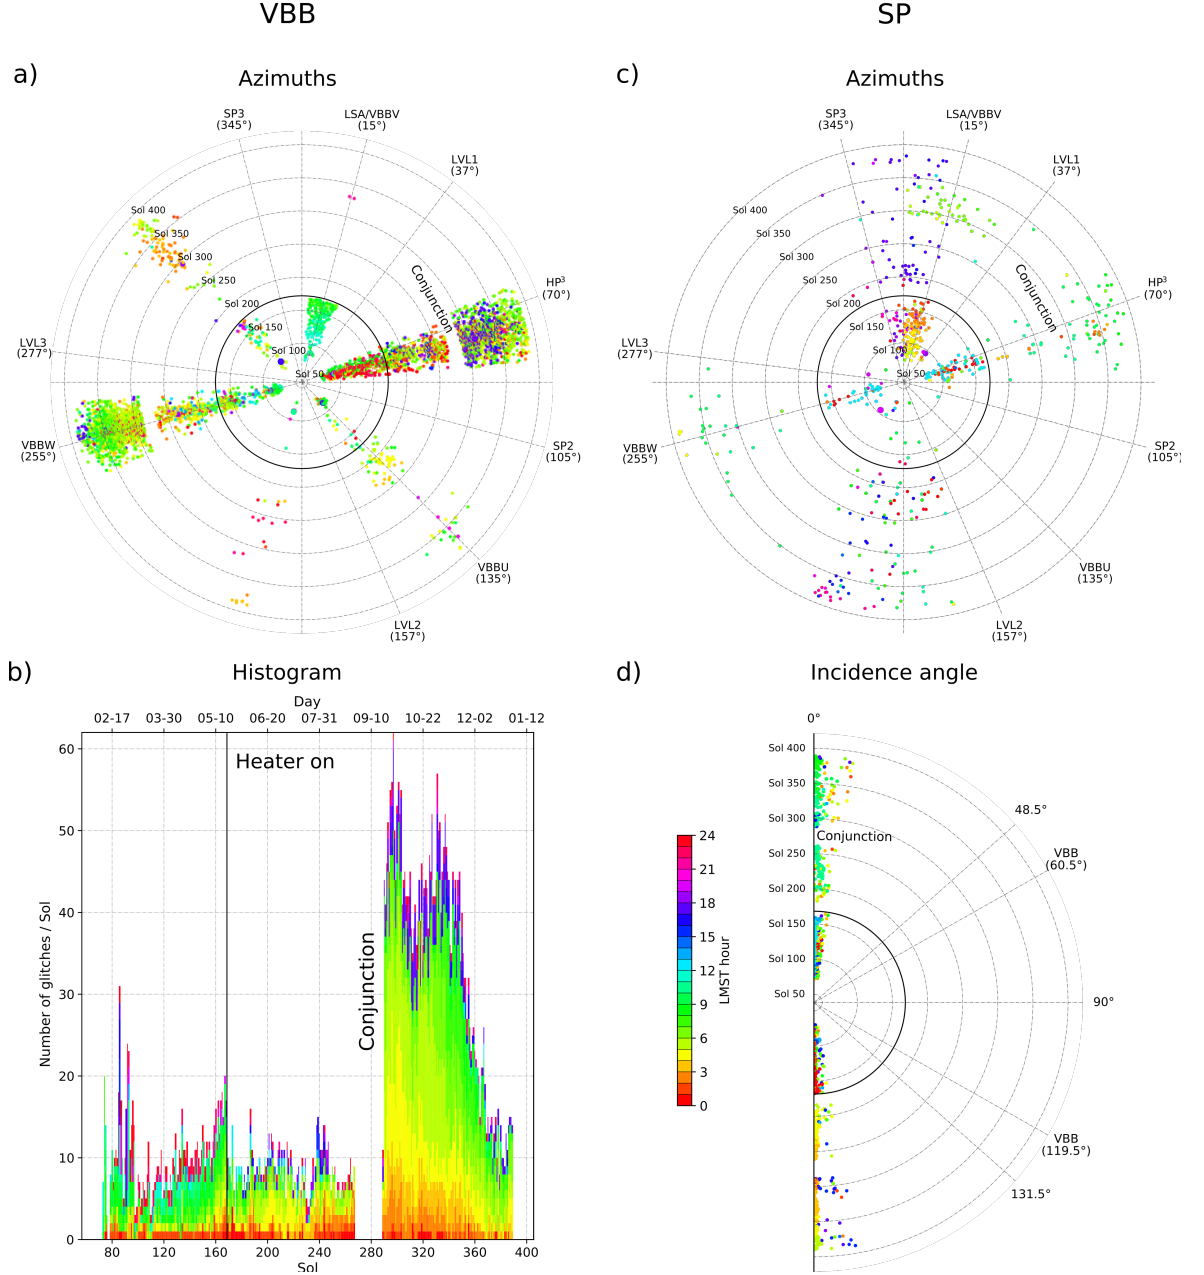 VBB
SP
a)
Azimuths
SP3
(345°)
LSA/VBBV
(15°)
LVL1
(37°)
HP³
(70°)
SP2
(105°)
VBBU
(135°)
LVL2
(157°)
VBBW
(255°)
LVL3
(277°)
Sol 400
Sol 350
Sol 300
Sol 250
Sol 200
Sol 150
Sol 100
Sol 50
Conjunction
c)
Azimuths
SP3
(345°)
LSA/VBBV
(15°)
LVL1
(37°)
HP³
(70°)
SP2
(105°)
VBBU
(135°)
LVL2
(157°)
VBBW
(255°)
LVL3
(277°)
Sol 400
Sol 350
Sol 300
Sol 250
Sol 200
Sol 150
Sol 100
Sol 50
Conjunction
b)
Histogram
Day
02-17 03-30 05-10 06-20 07-31 09-10 10-22 12-02 01-12
Heater on
Conjunction
Number of glitches / Sol
60
50
40
30
20
10
0
80 120 160 200 240 280 320 360 400
Sol
24
21
18
15
12
9
6
3
0
LMST hour
d)
Incidence angle
0°
48.5°
VBB
(60.5°)
90°
VBB
(119.5°)
131.5°
Sol 400
Sol 350
Sol 300
Conjunction
Sol 250
Sol 200
Sol 150
Sol 100
Sol 50